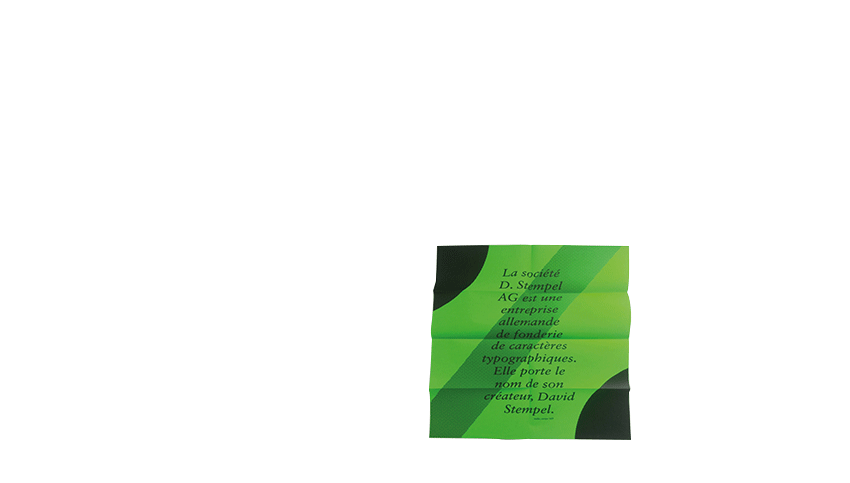 La société
D. Stempel
AG est une
entreprise
allemande
de fonderie
de caractères
typographiques.
Elle porte le
nom de son
créateur, David
Stempel.